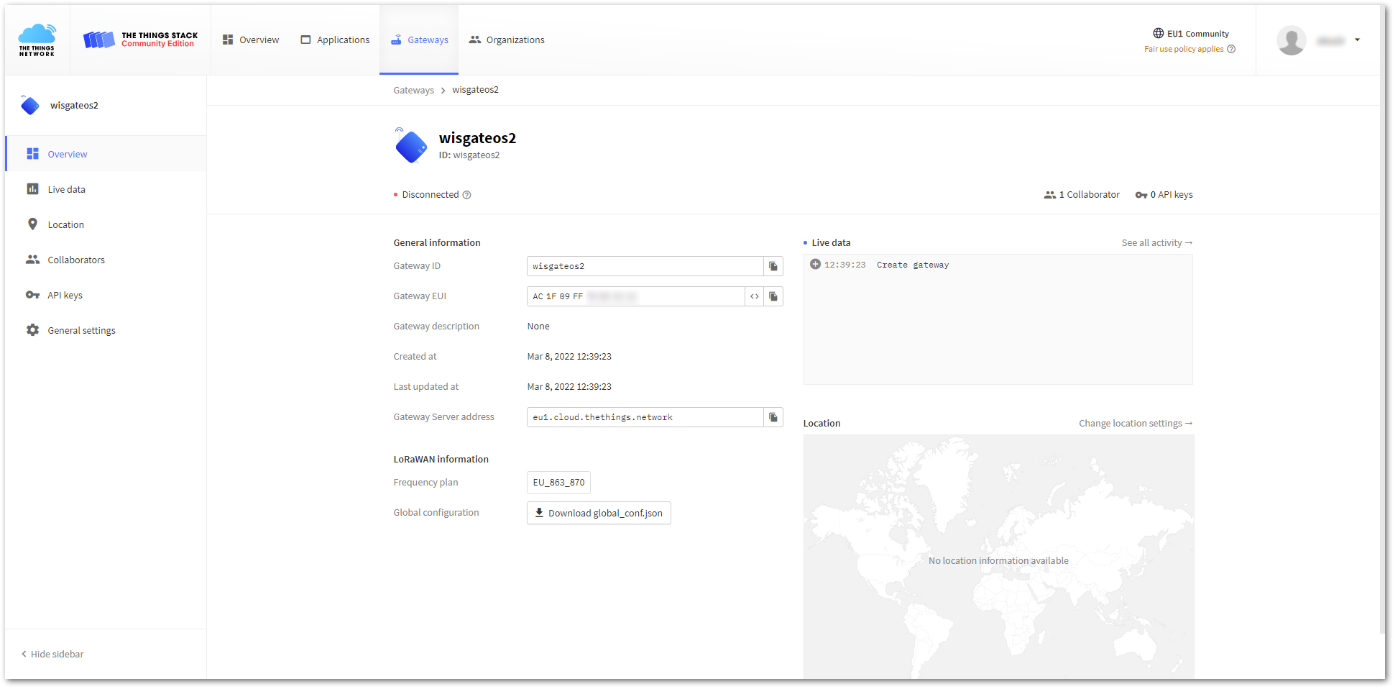 THE THINGS
NETWORK
THE THINGS STACK
Community Edition
Overview
Applications
Gateways
Organizations
EU1 Community
Fair use policy applies
wisgateos2
Overview
Live data
Location
Collaborators
API keys
General settings
Hide sidebar
Gateways > wisgateos2
wisgateos2
ID: wisgateos2
Disconnected
1 Collaborator
0 API keys
General information
Gateway ID
wisgateos2
Gateway EUI
AC 1F 09 FF
Gateway description
None
Created at
Mar 8, 2022 12:39:23
Last updated at
Mar 8, 2022 12:39:23
Gateway Server address
eu1.cloud.thethings.network
LoRaWAN information
Frequency plan
EU_863_870
Global configuration
Download global_conf.json
Live data
See all activity →
12:39:23 Create gateway
Location
Change location settings →
No location information available